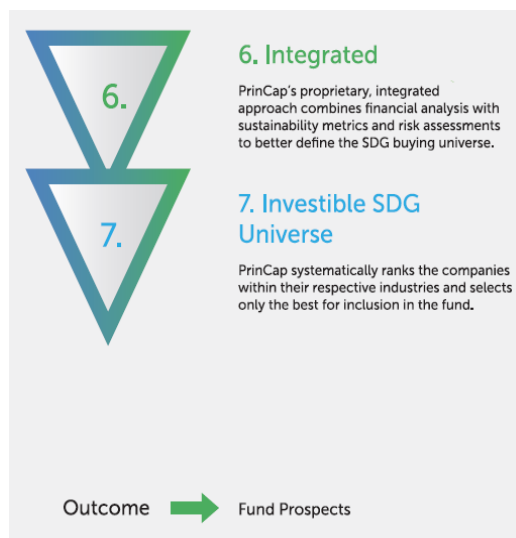 6.
6. Integrated
PrinCap's proprietary, integrated
approach combines financial analysis with
sustainability metrics and risk assessments
to better define the SDG buying universe.
7.
7. Investible SDG
Universe
PrinCap systematically ranks the companies
within their respective industries and selects
only the best for inclusion in the fund.
Outcome
Fund Prospects